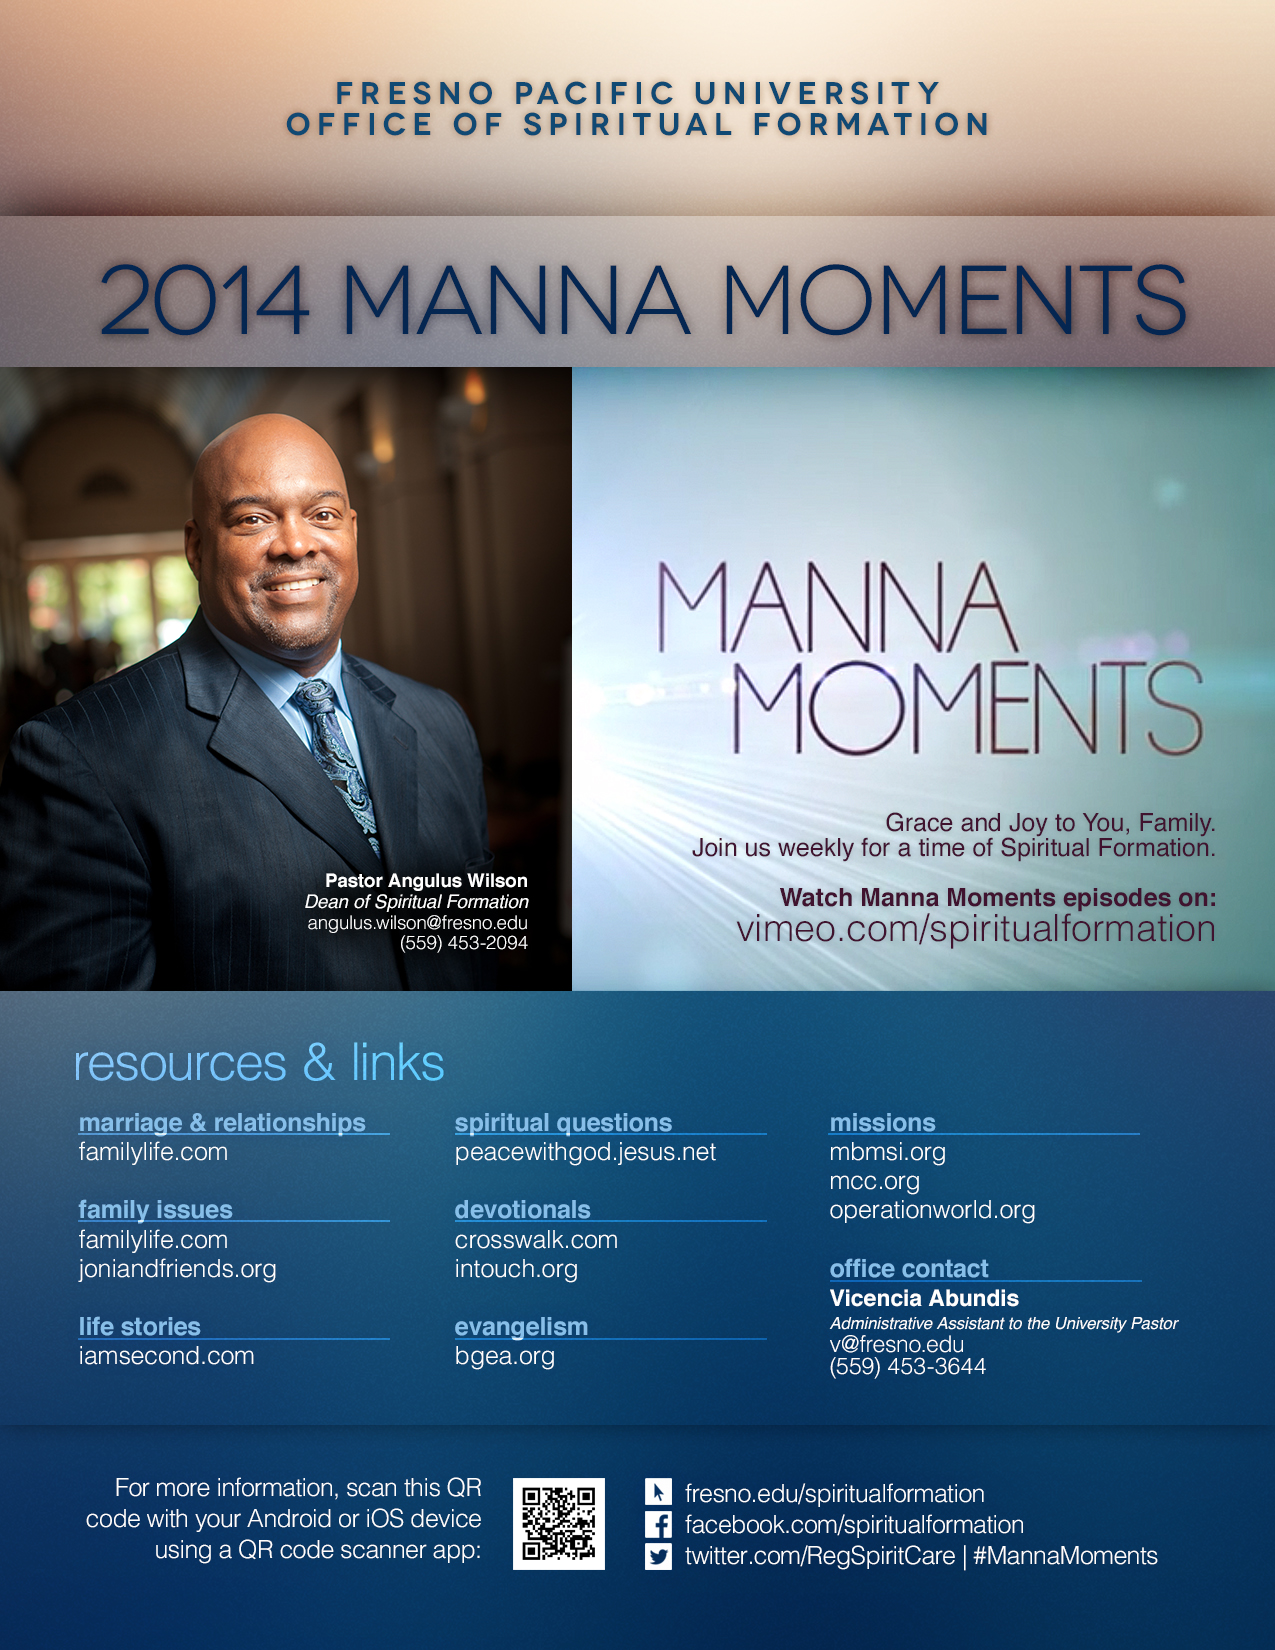 FRESNO PACIFIC UNIVERSITY
OFFICE OF SPIRITUAL FORMATION
2014 MANNA MOMENTS
Pastor Angulus Wilson
Dean of Spiritual Formation
angulus.wilson@fresno.edu
(559) 453-2094
MANNA
MOMENTS
Grace and Joy to You, Family.
Join us weekly for a time of Spiritual Formation.
Watch Manna Moments episodes on:
vimeo.com/spiritualformation
resources & links
marriage & relationships
familylife.com
family issues
familylife.com
joniandfriends.org
life stories
iamsecond.com
spiritual questions
peacewithgod.jesus.net
devotionals
crosswalk.com
intouch.org
evangelism
bgea.org
missions
mbmsi.org
mcc.org
operationworld.org
office contact
Vicencia Abundis
Administrative Assistant to the University Pastor
v@fresno.edu
(559) 453-3644
For more information, scan this QR
code with your Android or iOS device
using a QR code scanner app:
fresno.edu/spiritualformation
facebook.com/spiritualformation
twitter.com/RegSpiritCare | #MannaMoments